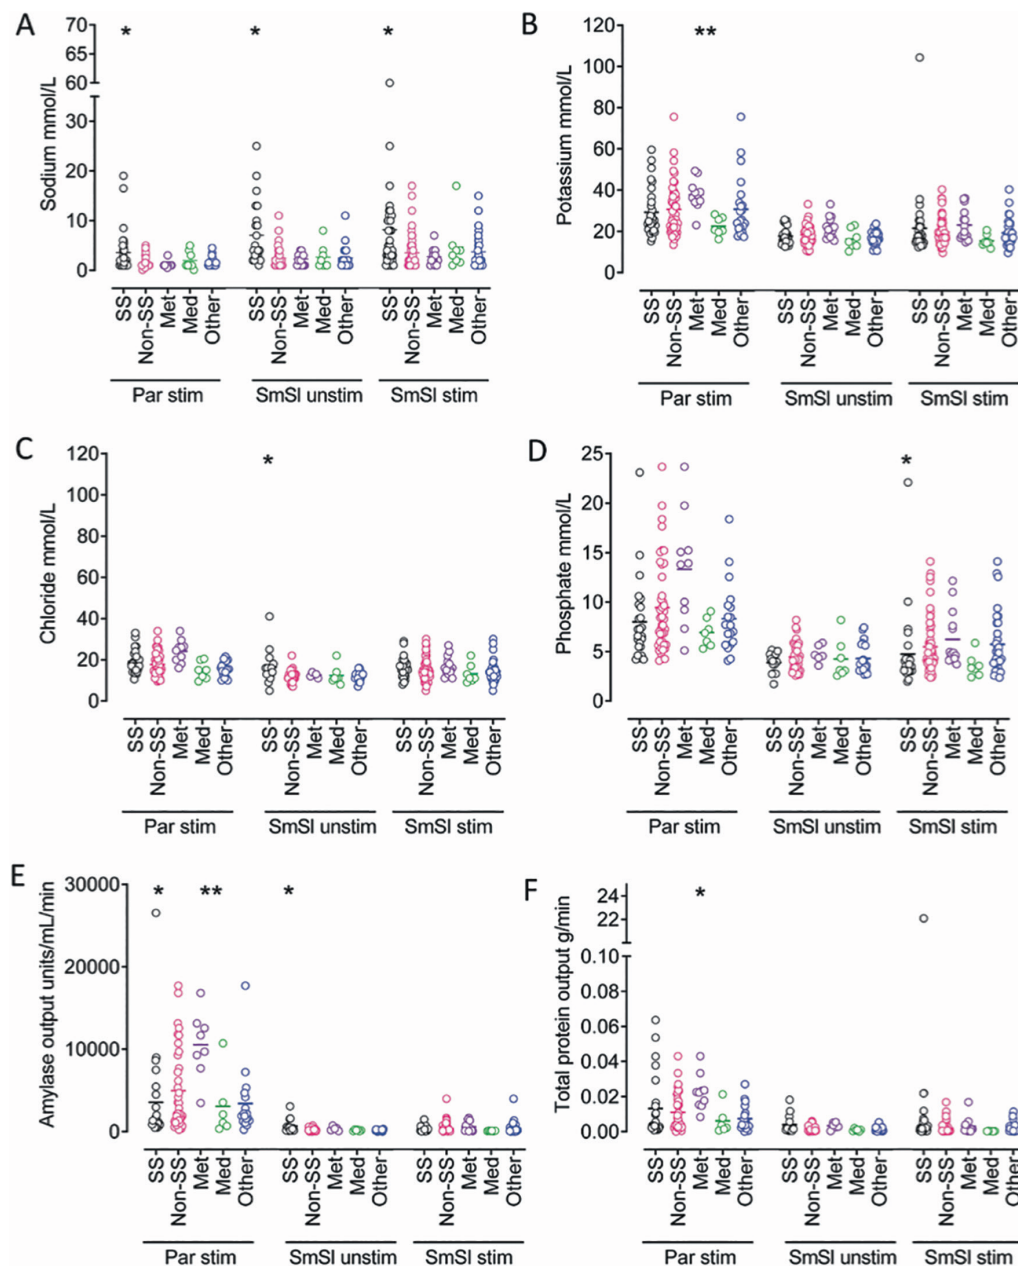 A
B
Sodium mmol/L
70
65
60
30
20
10
0
* * *
SS Non-SS Met Med Other SS Non-SS Met Med Other SS Non-SS Met Med Other
Par stim SmSl unstim SmSl stim
Potassium mmol/L
120
100
80
60
40
20
0
**
SS Non-SS Met Med Other SS Non-SS Met Med Other SS Non-SS Met Med Other
Par stim SmSl unstim SmSl stim
C
D
Chloride mmol/L
120
100
80
60
40
20
0
*
SS Non-SS Met Med Other SS Non-SS Met Med Other SS Non-SS Met Med Other
Par stim SmSl unstim SmSl stim
Phosphate mmol/L
25
20
15
10
5
0
*
SS Non-SS Met Med Other SS Non-SS Met Med Other SS Non-SS Met Med Other
Par stim SmSl unstim SmSl stim
E
F
Amylase output units/mL/min
30000
20000
10000
0
* ** *
SS Non-SS Met Med Other SS Non-SS Met Med Other SS Non-SS Met Med Other
Par stim SmSl unstim SmSl stim
Total protein output g/min
24
22
0.10
0.08
0.06
0.04
0.02
0.00
*
SS Non-SS Met Med Other SS Non-SS Met Med Other SS Non-SS Met Med Other
Par stim SmSl unstim SmSl stim